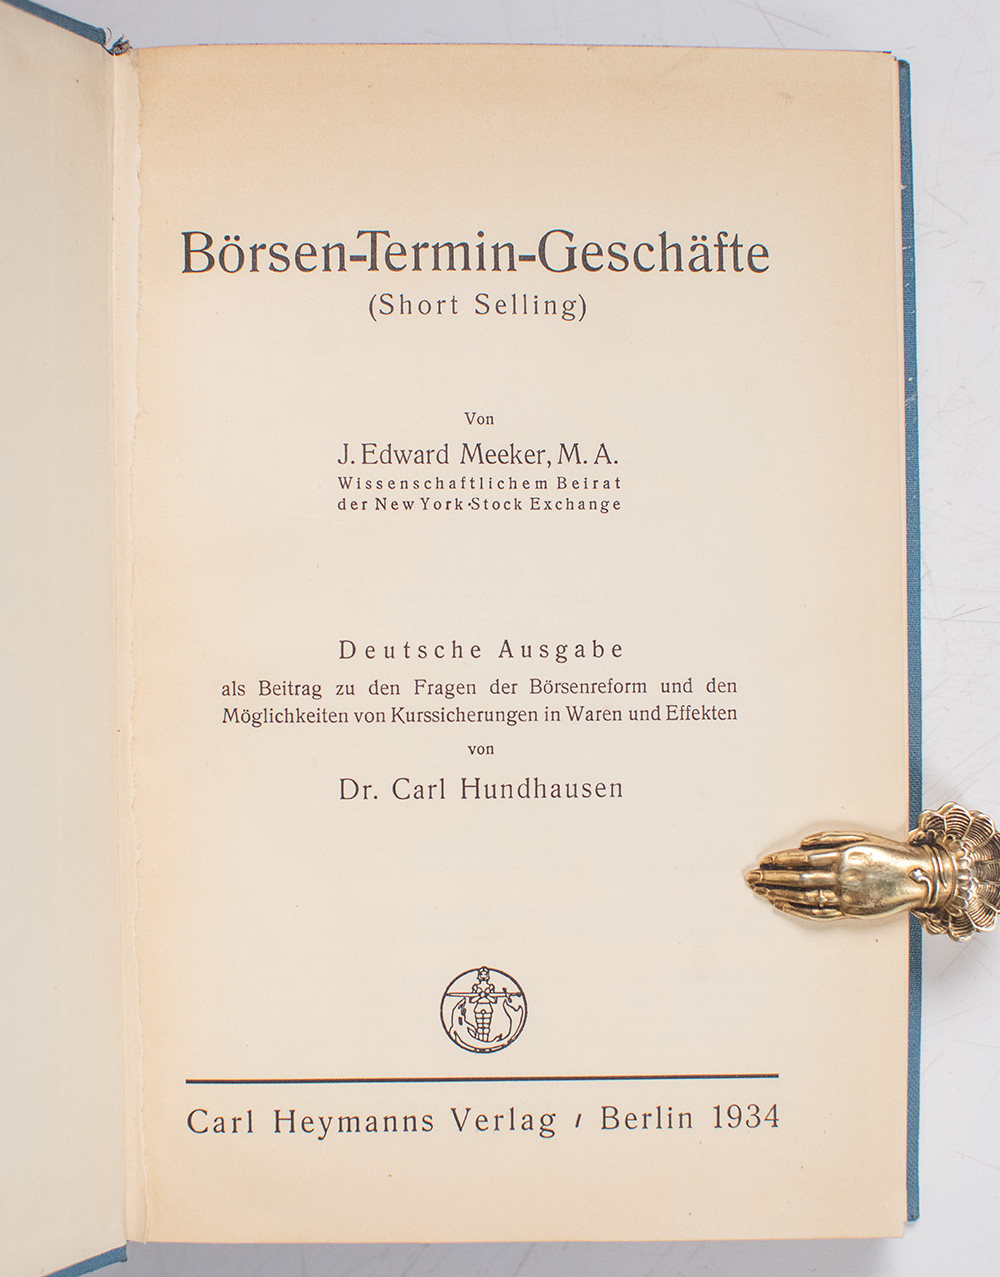 Börsen-Termin-Geschäfte
(Short Selling)
Von
J. Edward Meeker, M. A.
Wissenschaftlichem Beirat
der New York-Stock Exchange
Deutsche Ausgabe
als Beitrag zu den Fragen der Börsenreform und den
Möglichkeiten von Kurssicherungen in Waren und Effekten
von
Dr. Carl Hundhausen
Carl Heymanns Verlag / Berlin 1934